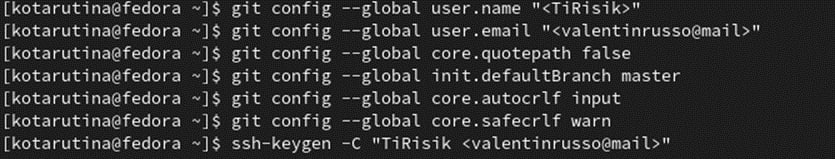 [kotarutina@fedora ~]$ git config --global user.name "<TiRisik>"
[kotarutina@fedora ~]$ git config --global user.email "<valentinrusso@mail>"
[kotarutina@fedora ~]$ git config --global core.quotepath false
[kotarutina@fedora ~]$ git config --global init.defaultBranch master
[kotarutina@fedora ~]$ git config --global core.autocrlf input
[kotarutina@fedora ~]$ git config --global core.safecrlf warn
[kotarutina@fedora ~]$ ssh-keygen -C "TiRisik <valentinrusso@mail>"